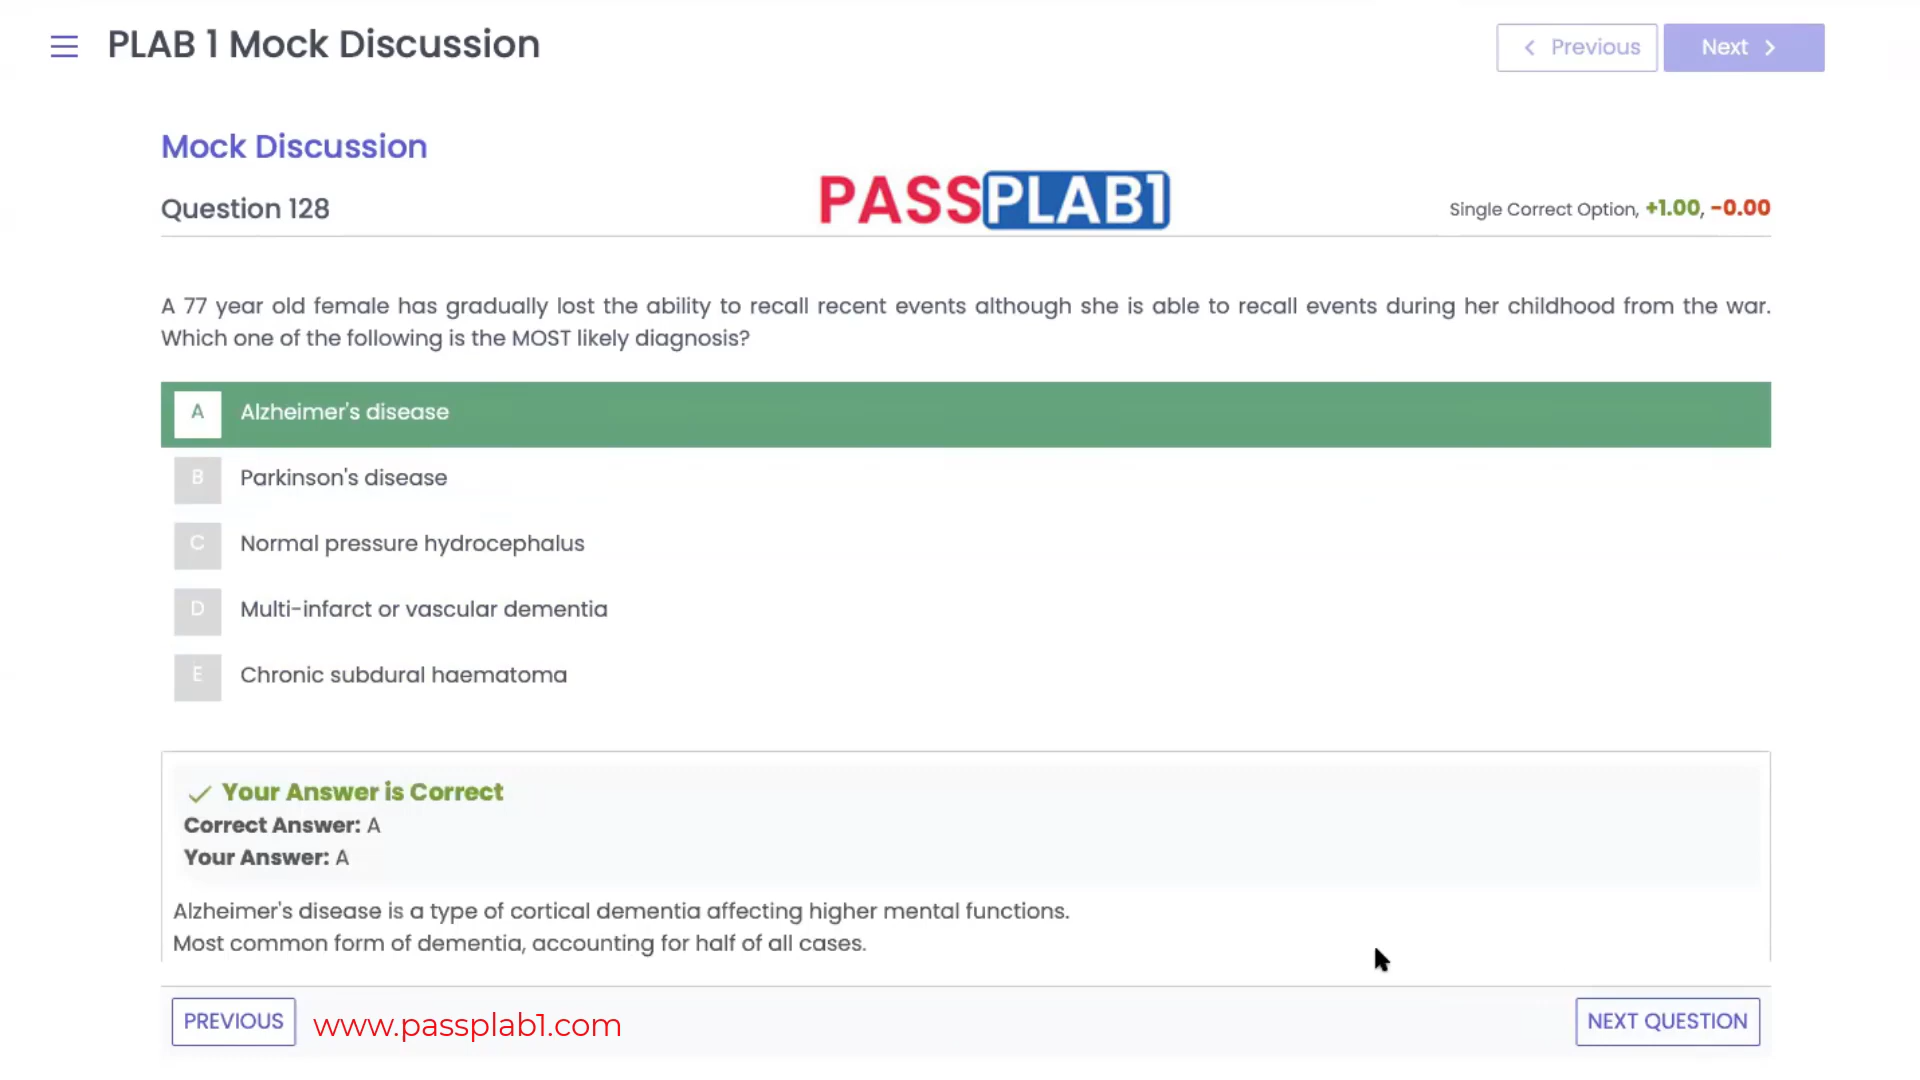 PLAB 1 Mock Discussion
Previous
Next
Mock Discussion
Question 128
PASSPLAB1
Single Correct Option, +1.00, -0.00
A 77 year old female has gradually lost the ability to recall recent events although she is able to recall events during her childhood from the war.
Which one of the following is the MOST likely diagnosis?
A Alzheimer's disease
B Parkinson's disease
C Normal pressure hydrocephalus
D Multi-infarct or vascular dementia
E Chronic subdural haematoma
Your Answer is Correct
Correct Answer: A
Your Answer: A
Alzheimer's disease is a type of cortical dementia affecting higher mental functions.
Most common form of dementia, accounting for half of all cases.
PREVIOUS
www.passplab1.com
NEXT QUESTION